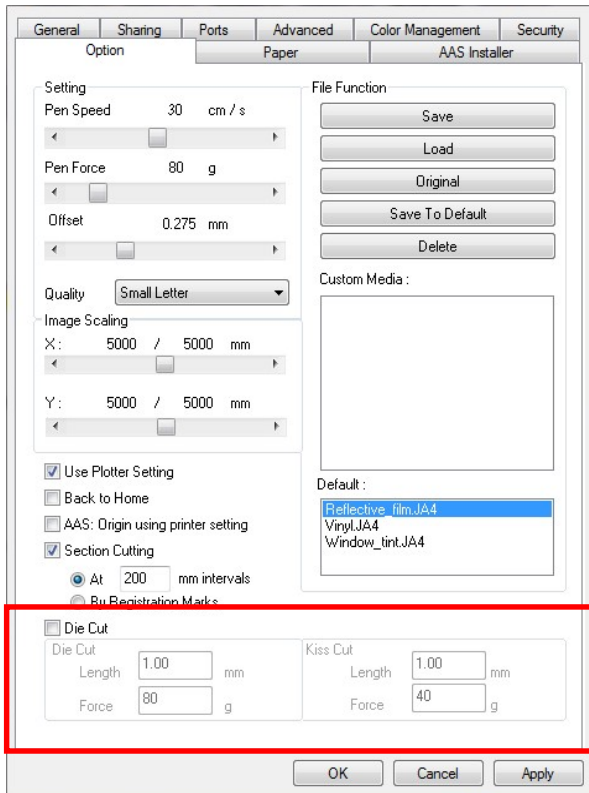 General Sharing Ports Advanced Color Management Security
Option Paper AAS Installer
Setting
Pen Speed 30 cm / s
Pen Force 80 g
Offset 0.275 mm
Quality Small Letter
Image Scaling
X : 5000 / 5000 mm
Y : 5000 / 5000 mm
Use Plotter Setting
Back to Home
AAS: Origin using printer setting
Section Cutting
At 200 mm intervals
By Registration Marks
File Function
Save
Load
Original
Save To Default
Delete
Custom Media :
Default :
Reflective_film.JA4
Vinyl.JA4
Window_tint.JA4
Die Cut
Die Cut
Length 1.00 mm
Force 80 g
Kiss Cut
Length 1.00 mm
Force 40 g
OK Cancel Apply